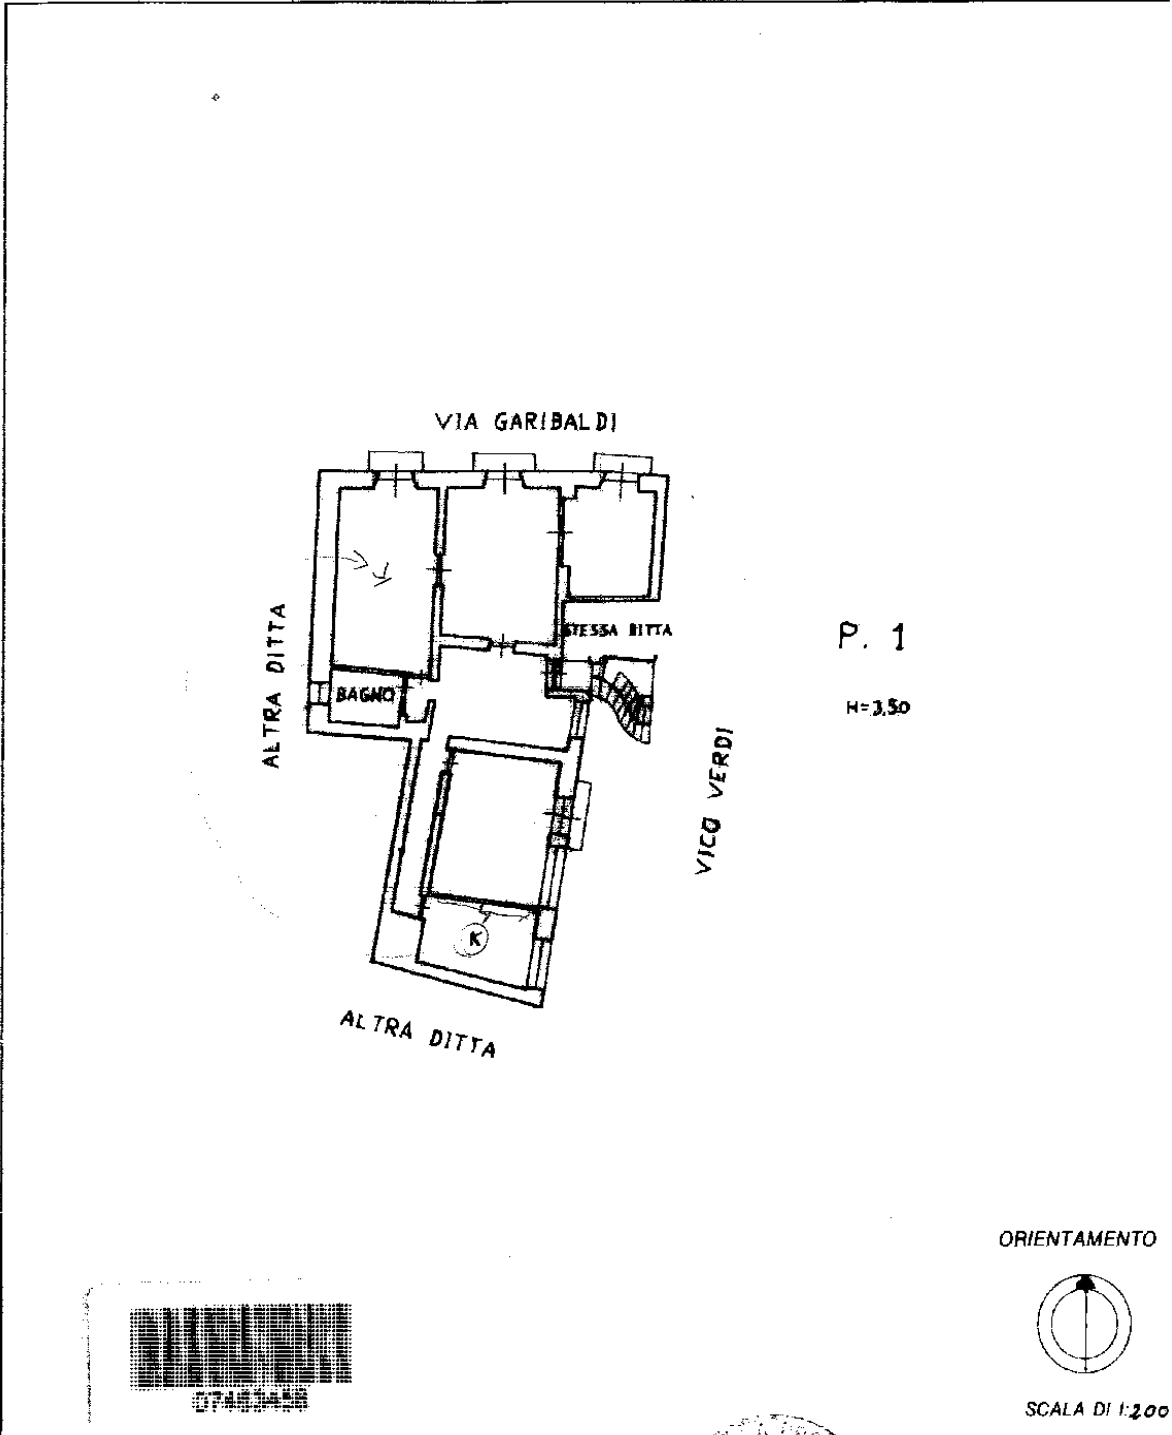 VIA GARIBALDI
ALTRA DITTA
STESSA DITTA
BAGNO
P. 1
H=3,50
VICO VERDI
K
ALTRA DITTA
ORIENTAMENTO
SCALA DI 1:200